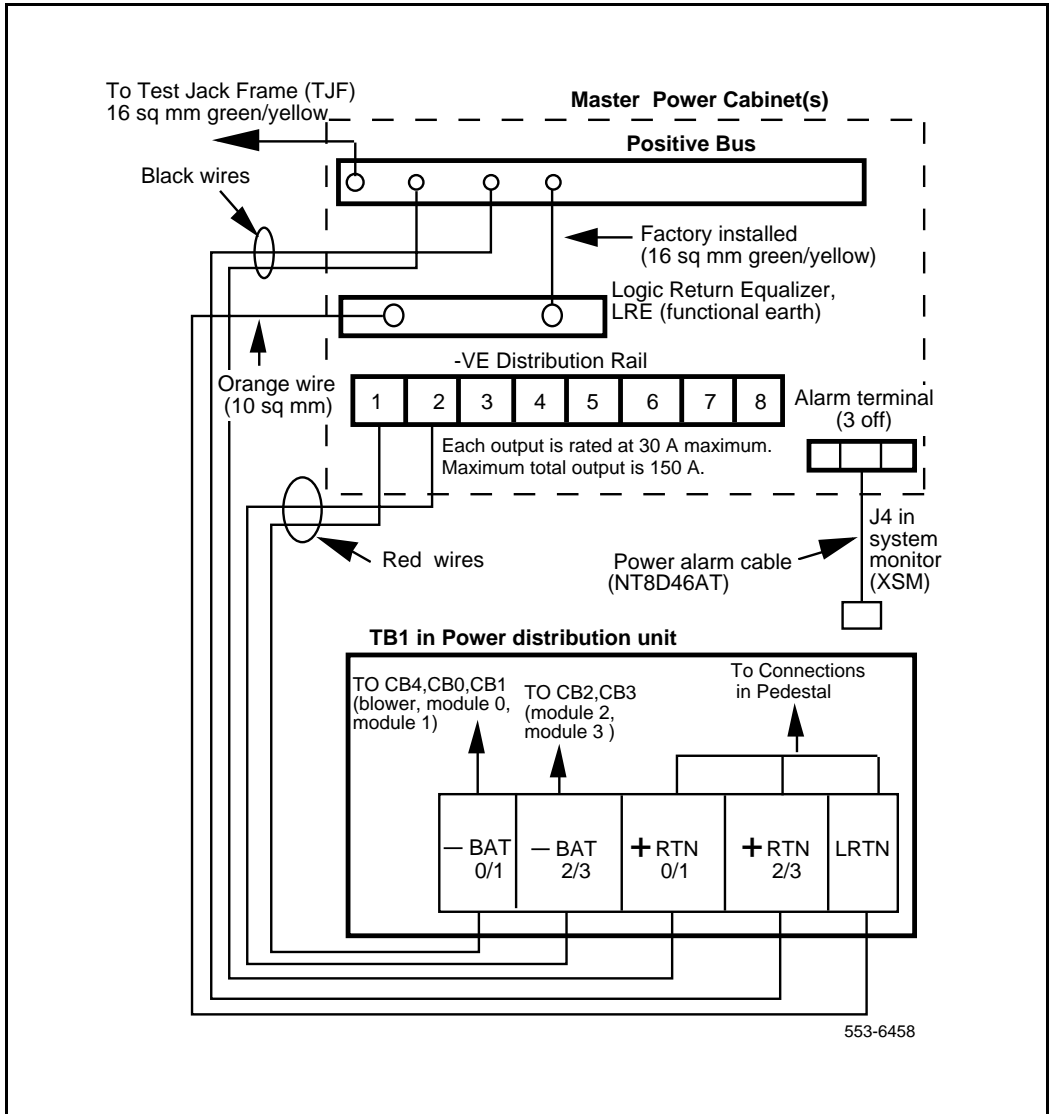 To Test Jack Frame (TJF)
16 sq mm green/yellow
Master Power Cabinet(s)
Positive Bus
Black wires
Factory installed
(16 sq mm green/yellow)
Logic Return Equalizer,
LRE (functional earth)
-VE Distribution Rail
Orange wire
(10 sq mm)
1 2 3 4 5 6 7 8
Alarm terminal
(3 off)
Each output is rated at 30 A maximum.
Maximum total output is 150 A.
Red wires
Power alarm cable
(NT8D46AT)
J4 in
system
monitor
(XSM)
TB1 in Power distribution unit
TO CB4,CB0,CB1
(blower, module 0,
module 1)
TO CB2,CB3
(module 2,
module 3 )
To Connections
in Pedestal
— BAT
0/1
— BAT
2/3
+ RTN
0/1
+ RTN
2/3
LRTN
553-6458